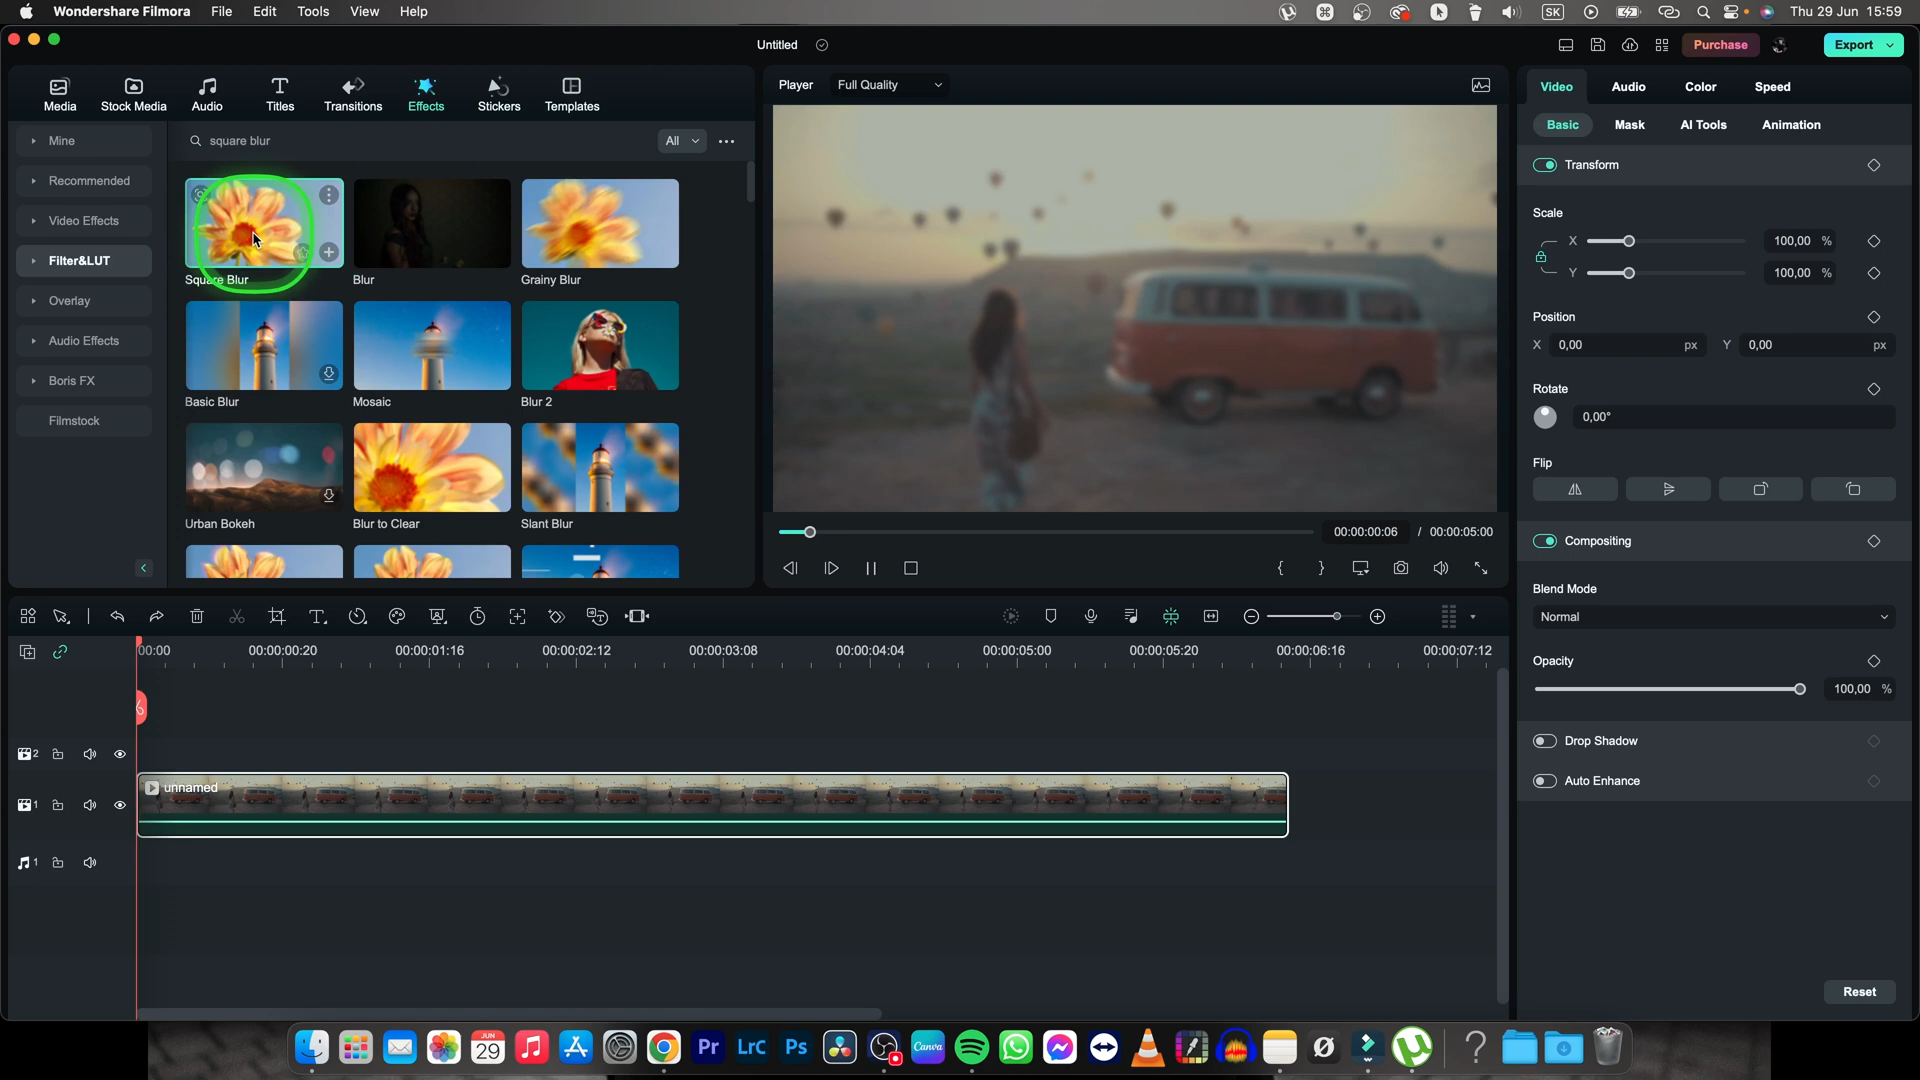 Wondershare Filmora File Edit Tools View Help SK Thu 29 Jun 15:59
Untitled Purchase Export
Media Stock Media Audio Titles Transitions Effects Stickers Templates
Player Full Quality
Video Audio Color Speed
Basic Mask AI Tools Animation
square blur All
Mine
Recommended
Video Effects
Filter&LUT
Overlay
Audio Effects
Boris FX
Filmstock
Square Blur Blur Grainy Blur
Basic Blur Mosaic Blur 2
Urban Bokeh Blur to Clear Slant Blur
00:00:00:06 / 00:00:05:00
Transform
Scale
X 100,00 %
Y 100,00 %
Position
X 0,00 px Y 0,00 px
Rotate
0,00°
Flip
Compositing
Blend Mode
Normal
Opacity
100,00 %
Drop Shadow
Auto Enhance
Reset
00:00 00:00:00:20 00:00:01:16 00:00:02:12 00:00:03:08 00:00:04:04 00:00:05:00 00:00:05:20 00:00:06:16 00:00:07:12
2
1 unnamed
1
JUN
29 Pr LrC Ps Canva